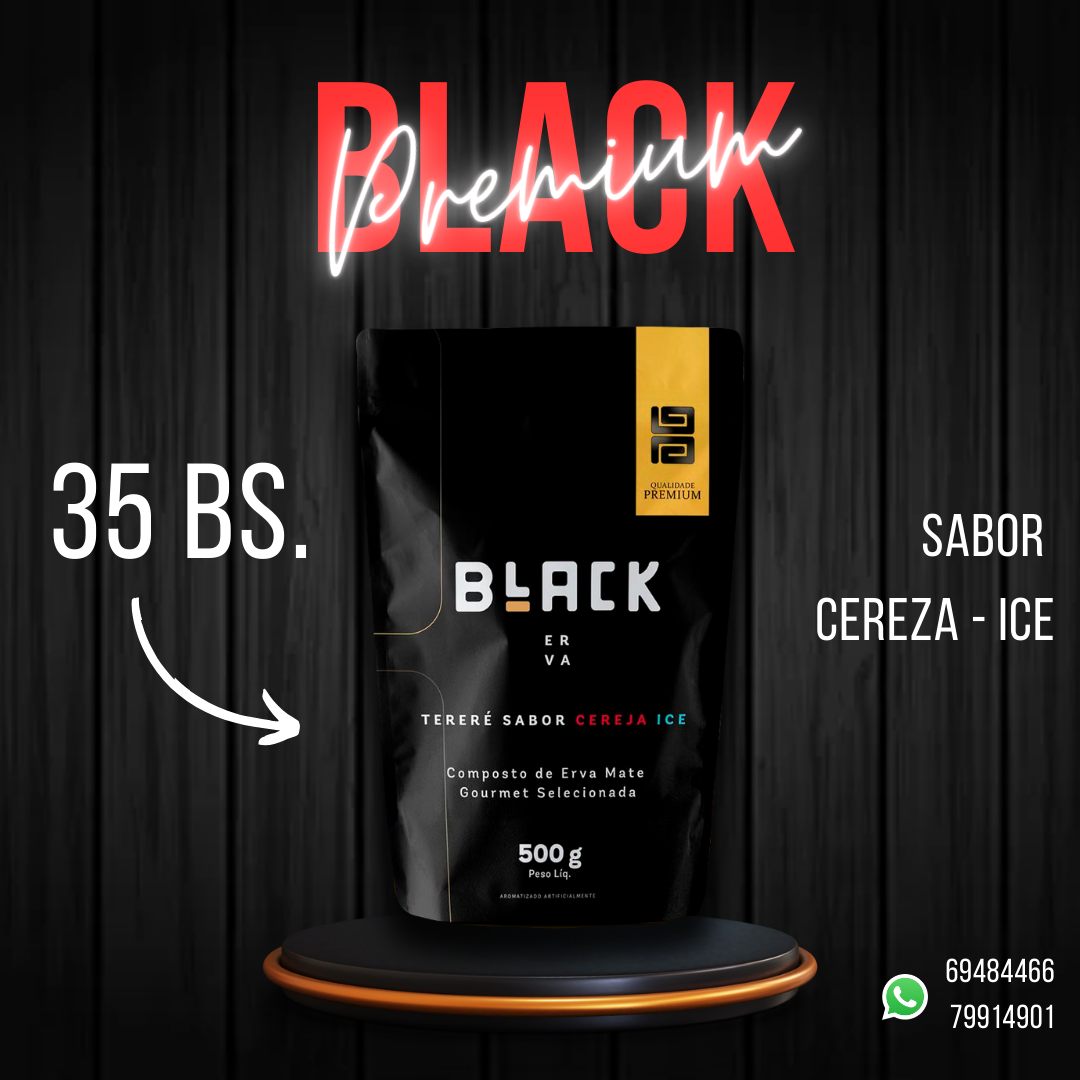 BLACK
Premium
QUALIDADE
PREMIUM
35 BS.
SABOR
CEREZA - ICE
BLACK
ER
VA
TERERÉ SABOR CEREJA ICE
Composto de Erva Mate
Gourmet Selecionada
500 g
Peso Líq.
AROMATIZADO ARTIFICIALMENTE
69484466
79914901